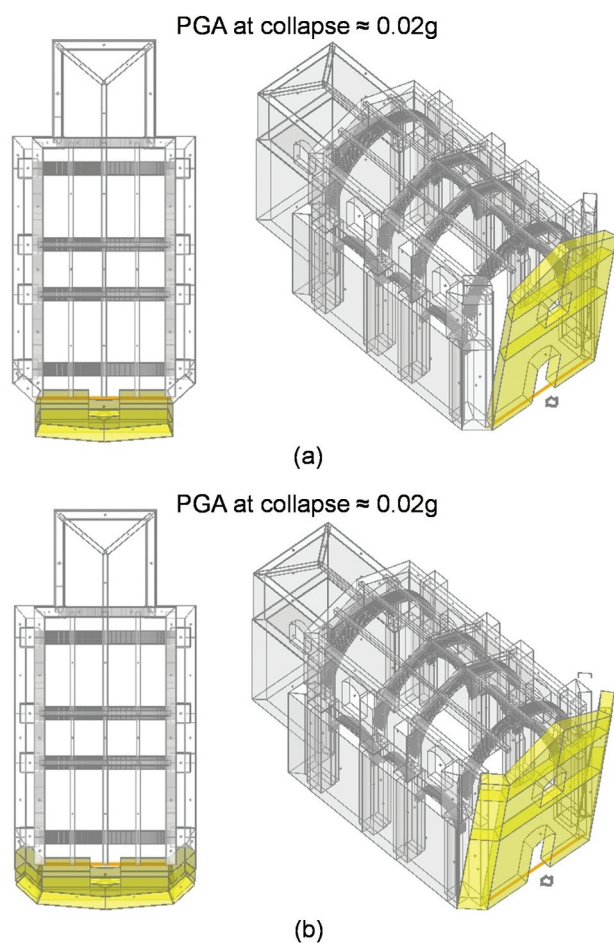 PGA at collapse ≈ 0.02g
(a)
PGA at collapse ≈ 0.02g
(b)